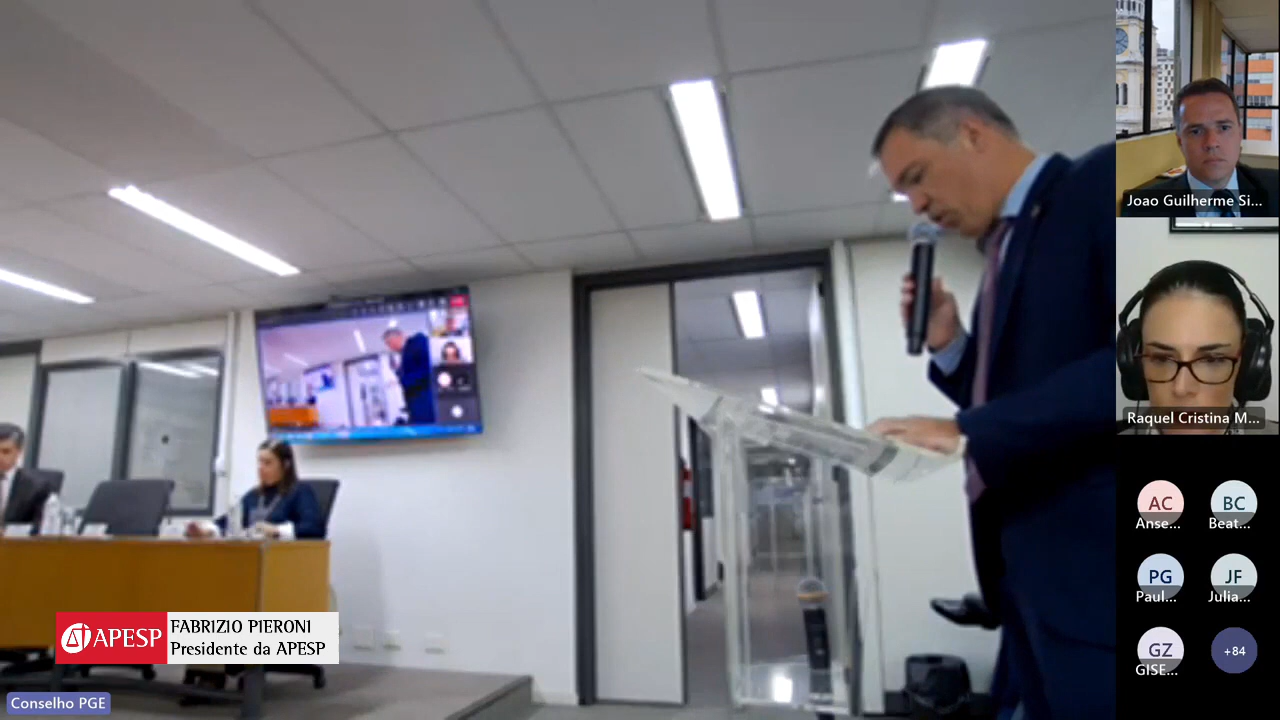 Joao Guilherme Si...
Raquel Cristina M...
AC
Anse...
BC
Beat...
PG
Paul...
JF
Julia...
GZ
GISE...
+84
APESP
FABRIZIO PIERONI
Presidente da APESP
Conselho PGE